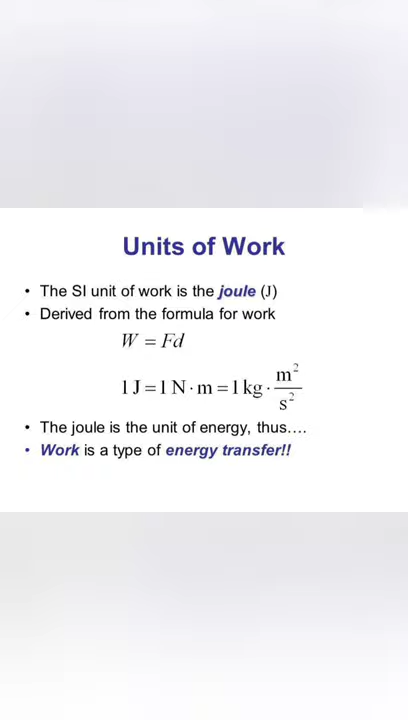 Units of Work
• The SI unit of work is the joule (J)
• Derived from the formula for work
W = Fd
1 J = 1 N · m = 1 kg · m²/s²
• The joule is the unit of energy, thus….
• Work is a type of energy transfer!!